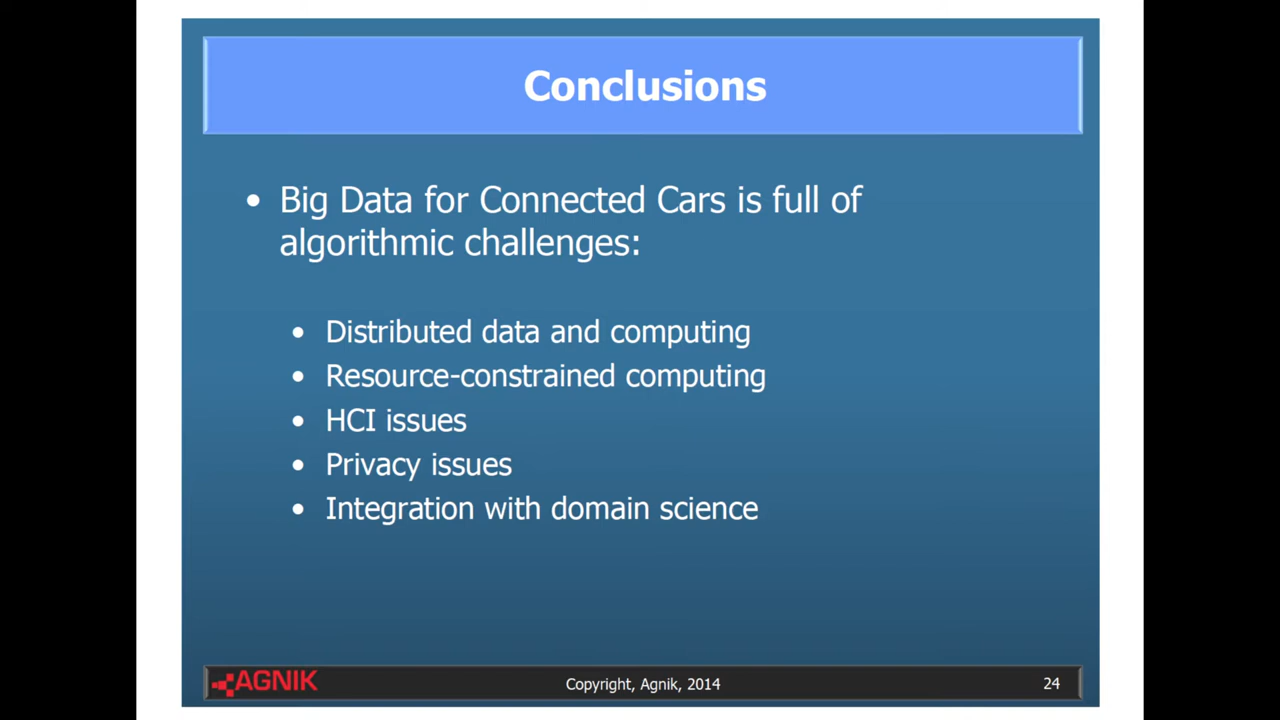 Conclusions
• Big Data for Connected Cars is full of
algorithmic challenges:
• Distributed data and computing
• Resource-constrained computing
• HCI issues
• Privacy issues
• Integration with domain science
AGNIK
Copyright, Agnik, 2014
24